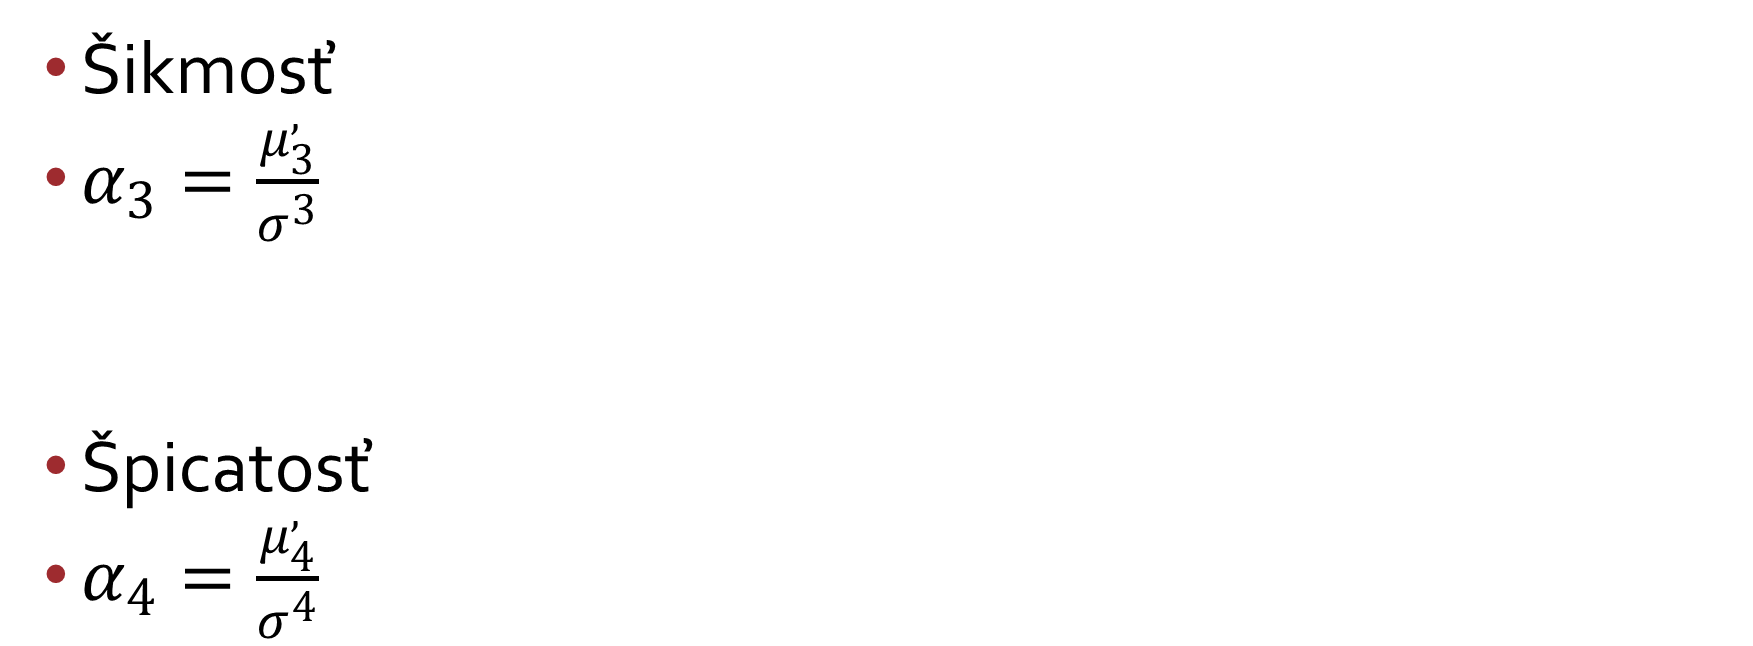 • Šikmosť
• α₃ = μ’₃ / σ³
• Špicatosť
• α₄ = μ’₄ / σ⁴